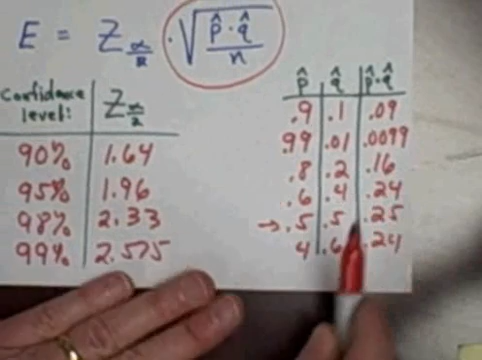 E = Z α/2 · √ p̂·q̂ / n
Confidence level: Z α/2
90% 1.64
95% 1.96
98% 2.33
99% 2.575
p̂ q̂ p̂·q̂
.9 .1 .09
.99 .01 .0099
.8 .2 .16
.6 .4 .24
→ .5 .5 .25
4 .6 .24